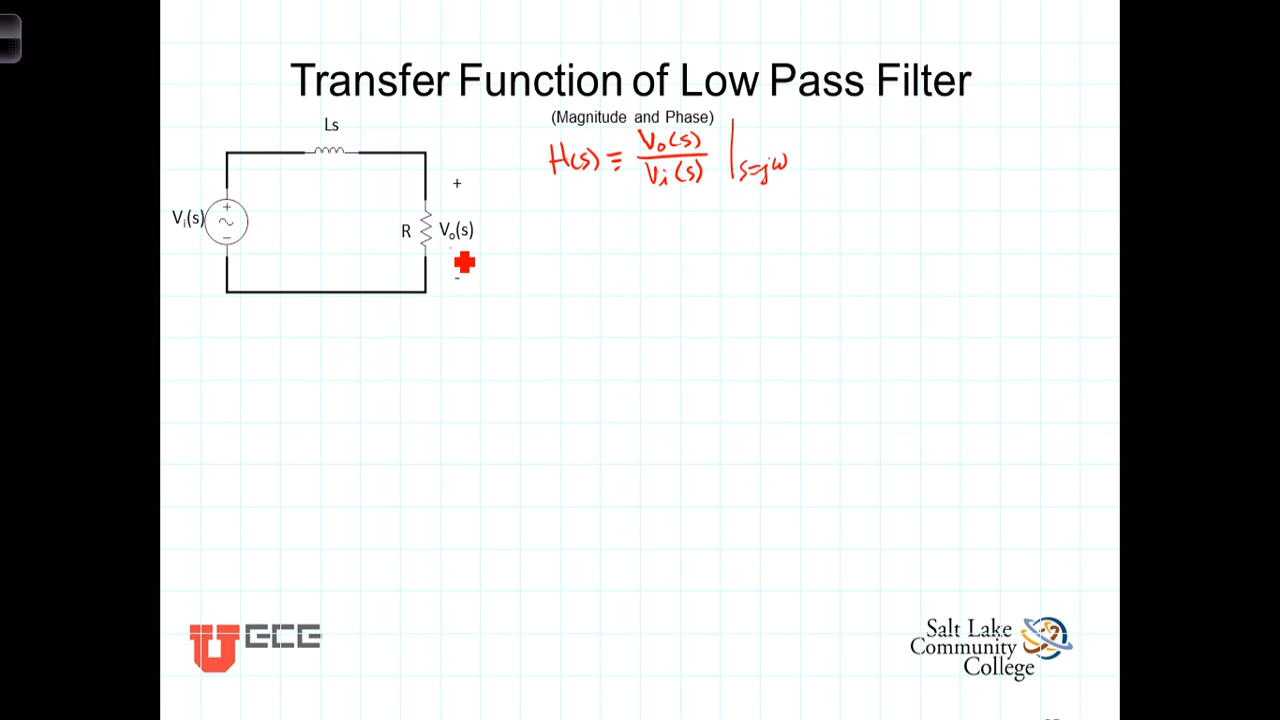 Transfer Function of Low Pass Filter
(Magnitude and Phase)
H(s) ≡ Vₒ(s) / Vᵢ(s) |s=jω
Ls
+
Vᵢ(s)
+
−
R
Vₒ(s)
-
U ECE
Salt Lake
Community
College